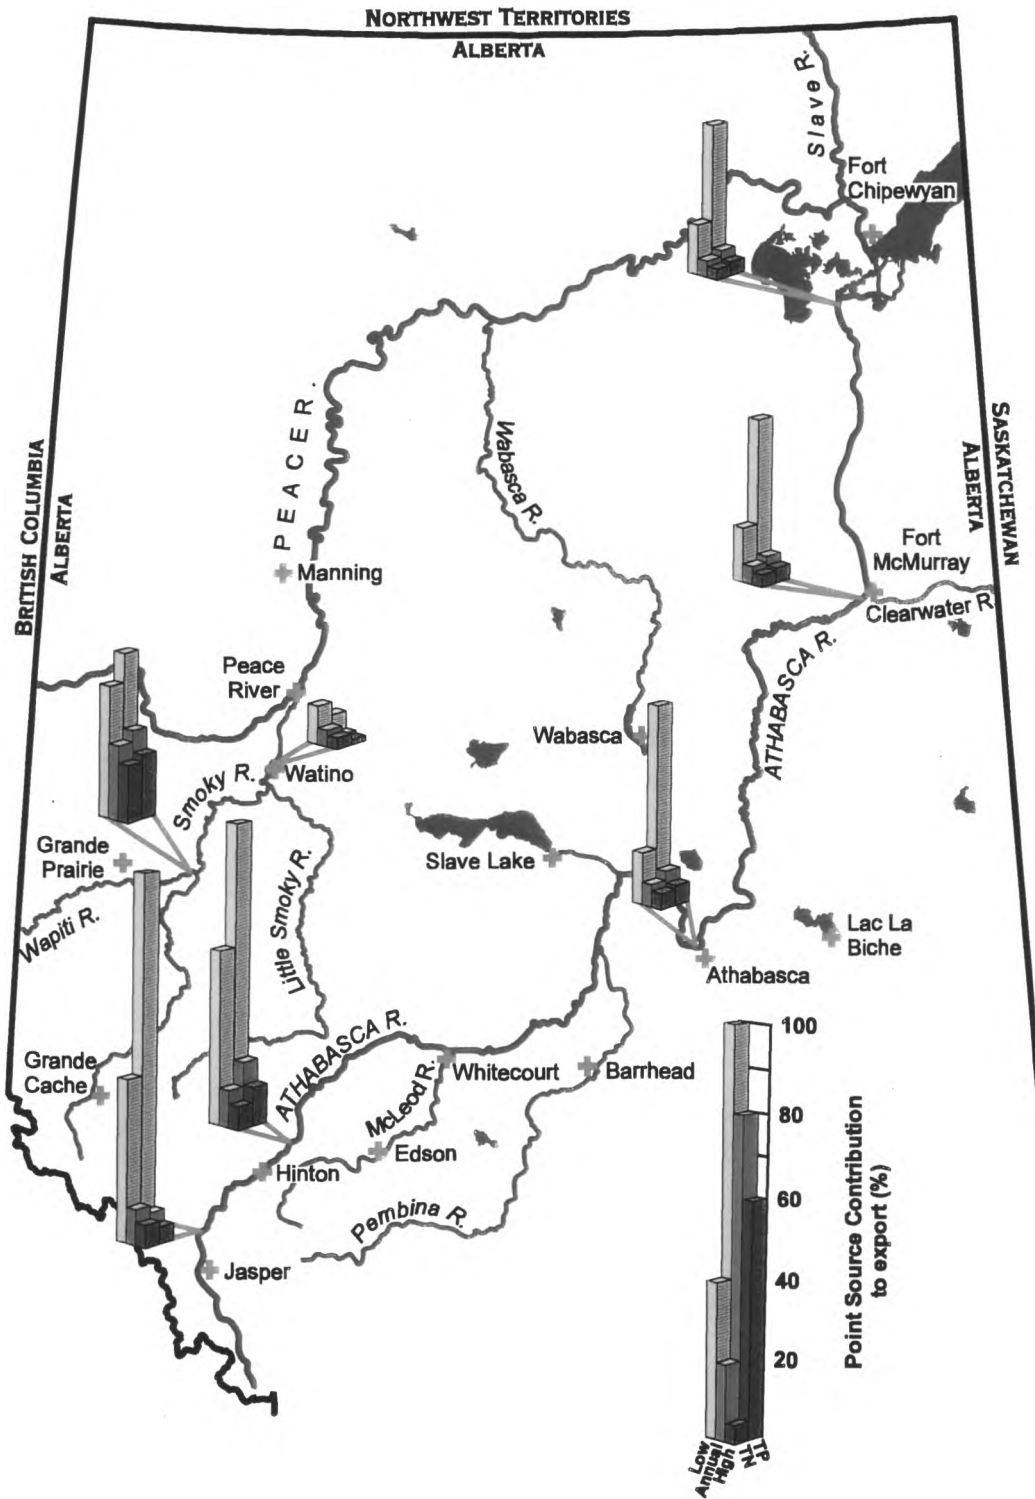 NORTHWEST TERRITORIES
ALBERTA
Slave R.
Fort
Chipewyan
PEACE R.
Wabasca R.
BRITISH COLUMBIA
ALBERTA
SASKATCHEWAN
ALBERTA
Manning
Fort
McMurray
Clearwater R.
Peace
River
ATHABASCA R.
Wabasca
Watino
Smoky R.
Grande
Prairie
Slave Lake
Wapiti R.
Little Smoky R.
Lac La
Biche
Athabasca
ATHABASCA R.
Grande
Cache
Whitecourt
Barrhead
McLeod R.
Edson
Hinton
Pembina R.
Jasper
100
80
60
40
20
Point Source Contribution
to export (%)
Low
Annual
High
TN
TP